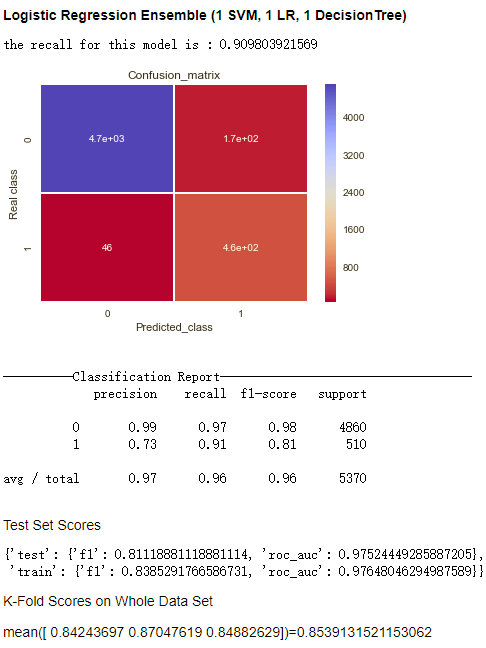 Logistic Regression Ensemble (1 SVM, 1 LR, 1 DecisionTree)
the recall for this model is : 0.909803921569
Confusion_matrix
4.7e+03 1.7e+02
46 4.6e+02
0
1
Real class
0 1
Predicted_class
4000
3200
2400
1600
800
Classification Report
precision recall f1-score support
0 0.99 0.97 0.98 4860
1 0.73 0.91 0.81 510
avg / total 0.97 0.96 0.96 5370
Test Set Scores
{'test': {'f1': 0.81118881118881114, 'roc_auc': 0.97524449285887205},
'train': {'f1': 0.8385291766586731, 'roc_auc': 0.97648046294987589}}
K-Fold Scores on Whole Data Set
mean([ 0.84243697 0.87047619 0.84882629])=0.8539131521153062